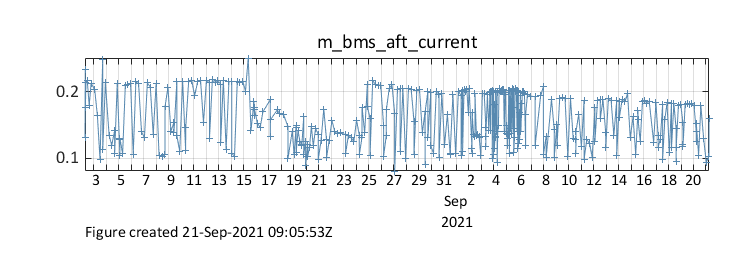 m_bms_aft_current
0.2
0.1
3 5 7 9 11 13 15 17 19 21 23 25 27 29 31 2 4 6 8 10 12 14 16 18 20
Sep
2021
Figure created 21-Sep-2021 09:05:53Z